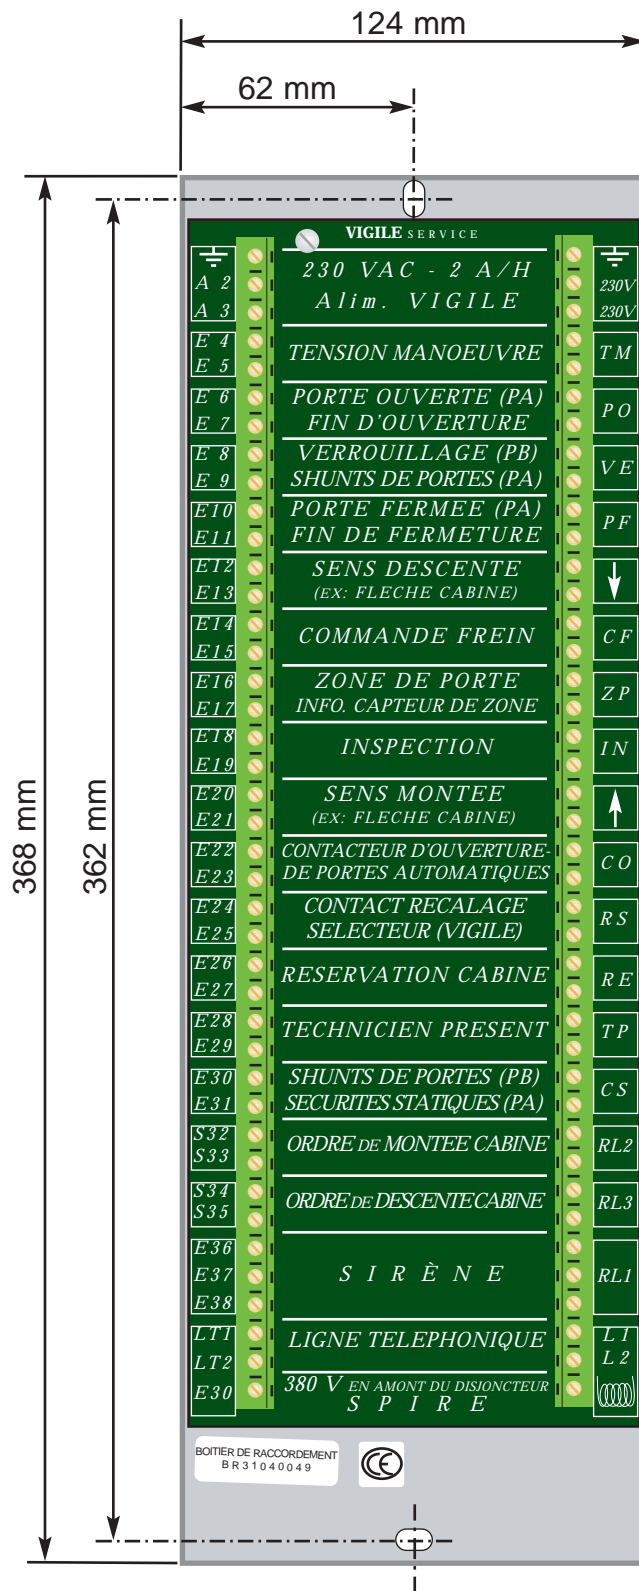 124 mm
62 mm
368 mm
362 mm
VIGILE SERVICE
A 2
A 3
230 VAC - 2 A/H
Alim. VIGILE
230V
230V
E 4
E 5
TENSION MANOEUVRE
TM
E 6
E 7
PORTE OUVERTE (PA)
FIN D'OUVERTURE
PO
E 8
E 9
VERROUILLAGE (PB)
SHUNTS DE PORTES (PA)
VE
E10
E11
PORTE FERMEE (PA)
FIN DE FERMETURE
PF
E12
E13
SENS DESCENTE
(EX: FLECHE CABINE)
E14
E15
COMMANDE FREIN
CF
E16
E17
ZONE DE PORTE
INFO. CAPTEUR DE ZONE
ZP
E18
E19
INSPECTION
IN
E20
E21
SENS MONTEE
(EX: FLECHE CABINE)
E22
E23
CONTACTEUR D'OUVERTURE-
DE PORTES AUTOMATIQUES
CO
E24
E25
CONTACT RECALAGE
SELECTEUR (VIGILE)
RS
E26
E27
RESERVATION CABINE
RE
E28
E29
TECHNICIEN PRESENT
TP
E30
E31
SHUNTS DE PORTES (PB)
SECURITES STATIQUES (PA)
CS
S32
S33
ORDRE DE MONTEE CABINE
RL2
S34
S35
ORDRE DE DESCENTE CABINE
RL3
E36
E37
E38
SIRÈNE
RL1
LT1
LT2
LIGNE TELEPHONIQUE
L1
L2
E30
380 V EN AMONT DU DISJONCTEUR
SPIRE
BOITIER DE RACCORDEMENT
BR31040049
CE